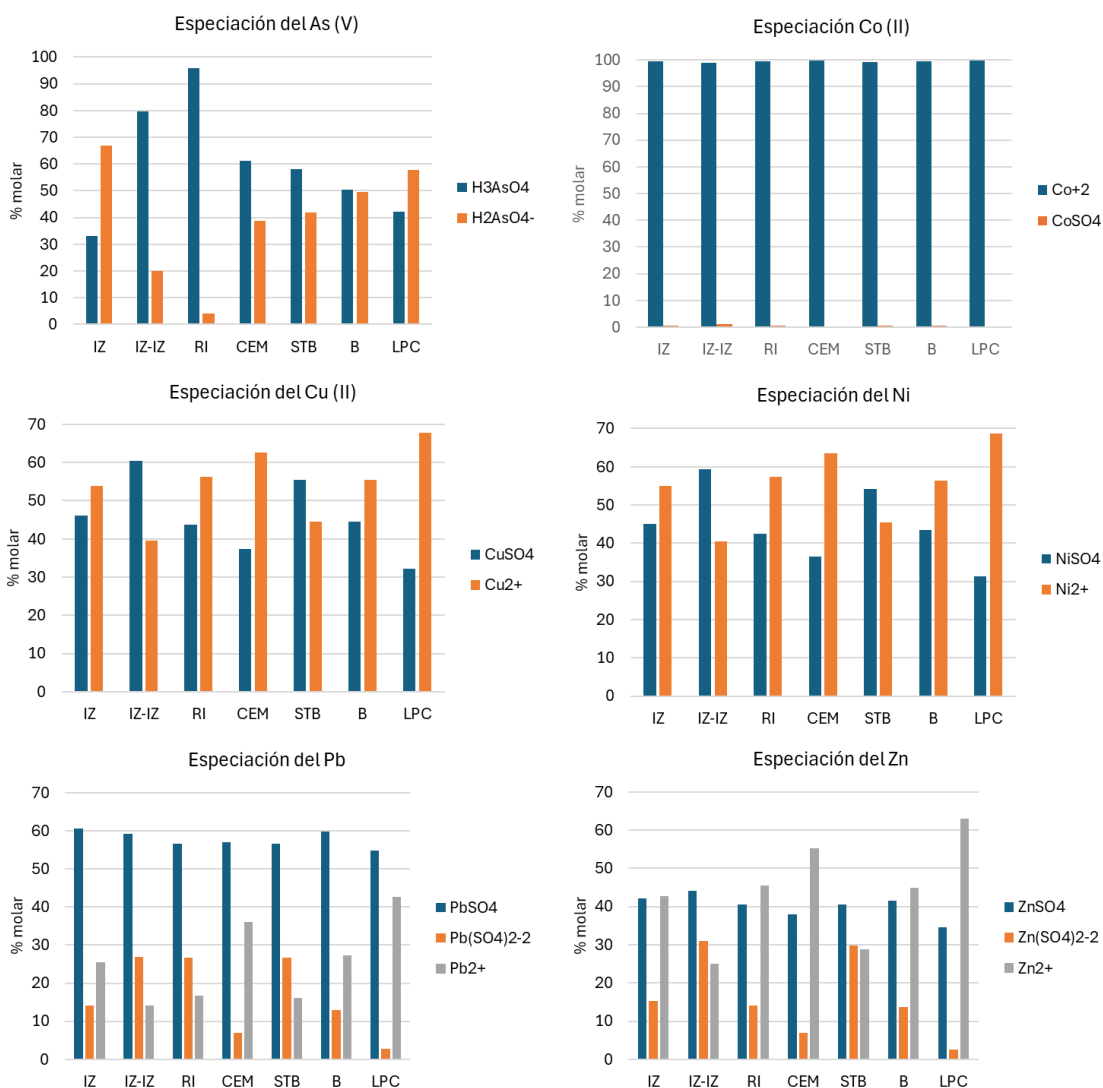 Especiación del As (V)
% molar
100
90
80
70
60
50
40
30
20
10
0
IZ IZ-IZ RI CEM STB B LPC
H3AsO4
H2AsO4-
Especiación Co (II)
% molar
100
90
80
70
60
50
40
30
20
10
0
IZ IZ-IZ RI CEM STB B LPC
Co+2
CoSO4
Especiación del Cu (II)
% molar
70
60
50
40
30
20
10
0
IZ IZ-IZ RI CEM STB B LPC
CuSO4
Cu2+
Especiación del Ni
% molar
70
60
50
40
30
20
10
0
IZ IZ-IZ RI CEM STB B LPC
NiSO4
Ni2+
Especiación del Pb
% molar
70
60
50
40
30
20
10
0
IZ IZ-IZ RI CEM STB B LPC
PbSO4
Pb(SO4)2-2
Pb2+
Especiación del Zn
% molar
70
60
50
40
30
20
10
0
IZ IZ-IZ RI CEM STB B LPC
ZnSO4
Zn(SO4)2-2
Zn2+